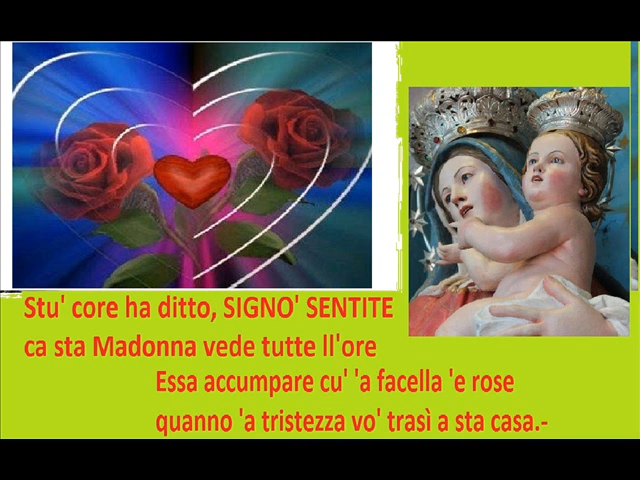 Stu' core ha ditto, SIGNO' SENTITE
ca sta Madonna vede tutte ll'ore
Essa accumpare cu' 'a facella 'e rose
quanno 'a tristezza vo' trasì a sta casa.-